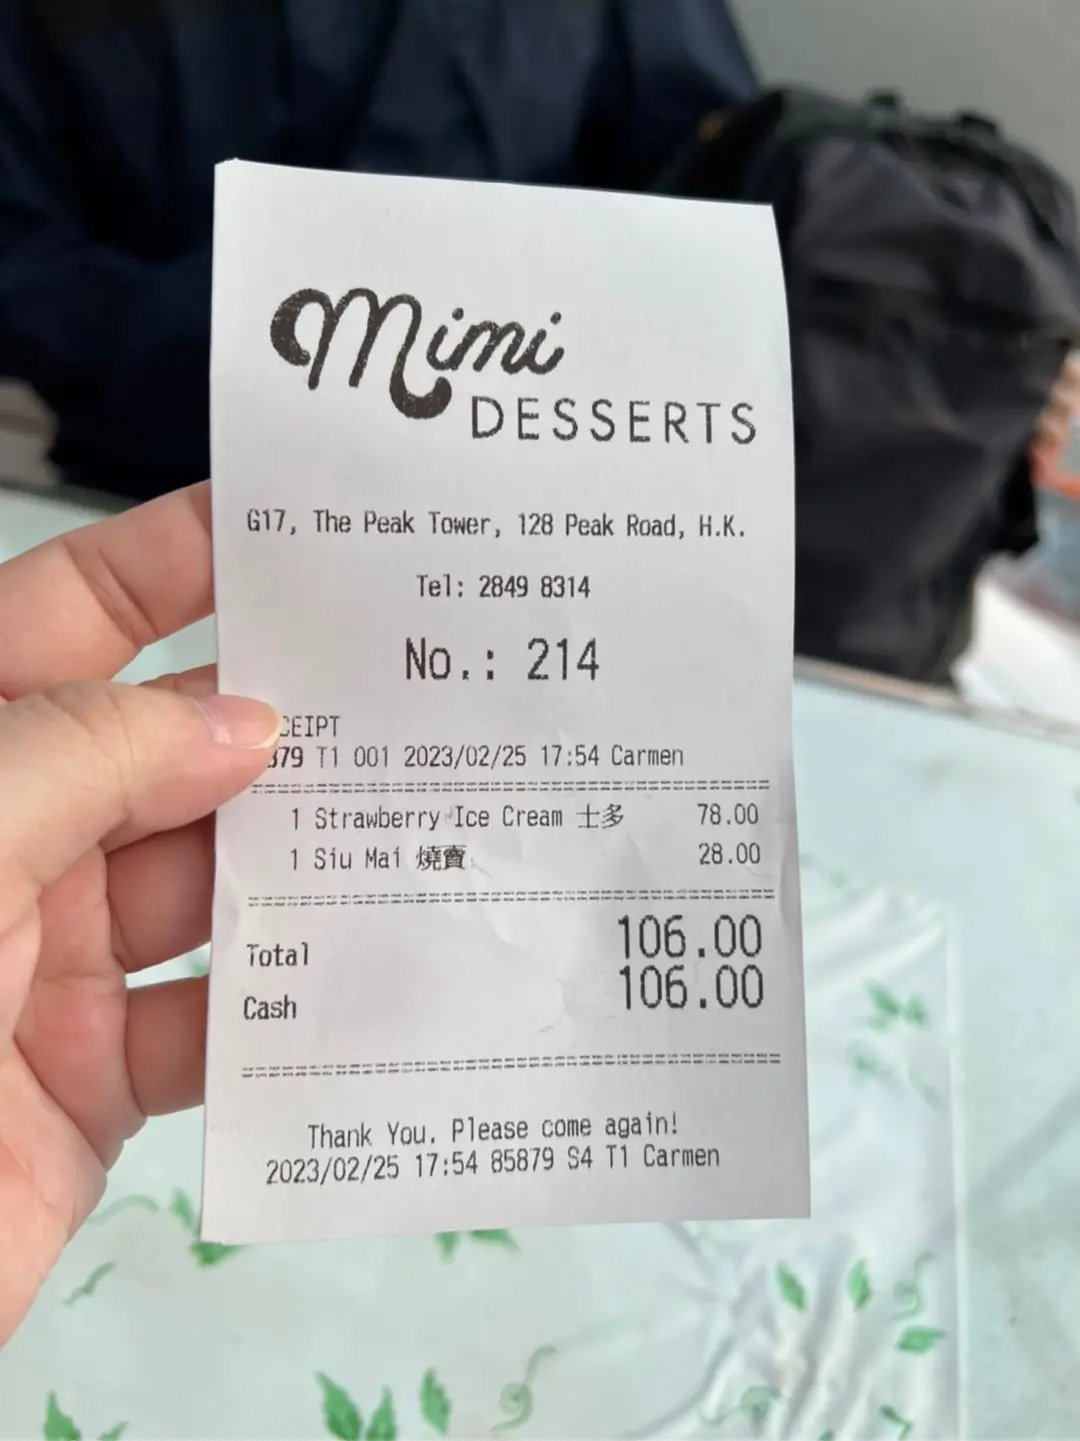 Mimi
DESSERTS
G17, The Peak Tower, 128 Peak Road, H.K.
Tel: 2849 8314
No.: 214
CEIPT
879 T1 001 2023/02/25 17:54 Carmen
1 Strawberry Ice Cream 士多 78.00
1 Siu Mai 燒賣 28.00
Total 106.00
Cash 106.00
Thank You, Please come again!
2023/02/25 17:54 85879 S4 T1 Carmen